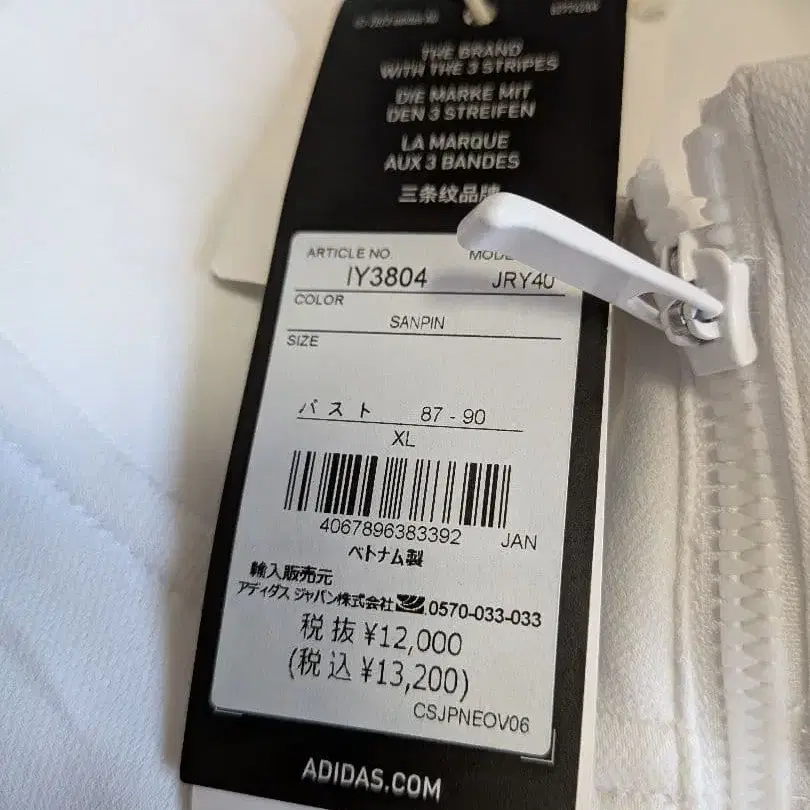 THE BRAND
WITH THE 3 STRIPES
DIE MARKE MIT
DEN 3 STREIFEN
LA MARQUE
AUX 3 BANDES
三条纹品牌
ARTICLE NO.
IY3804 JRY40
COLOR
SANPIN
SIZE
バスト 87 - 90
XL
4067896383392 JAN
ベトナム製
輸入販売元
アディダス ジャパン株式会社 0570-033-033
税抜 ¥12,000
(税込 ¥13,200)
CSJPNEOV06
ADIDAS.COM